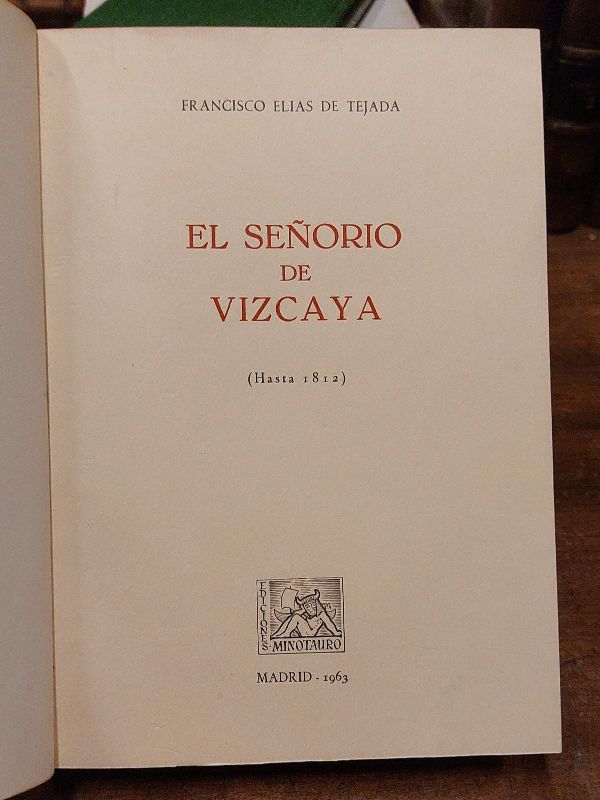 FRANCISCO ELIAS DE TEJADA
EL SEÑORIO
DE
VIZCAYA
(Hasta 1812)
EDICIONES
MINOTAURO
MADRID - 1963